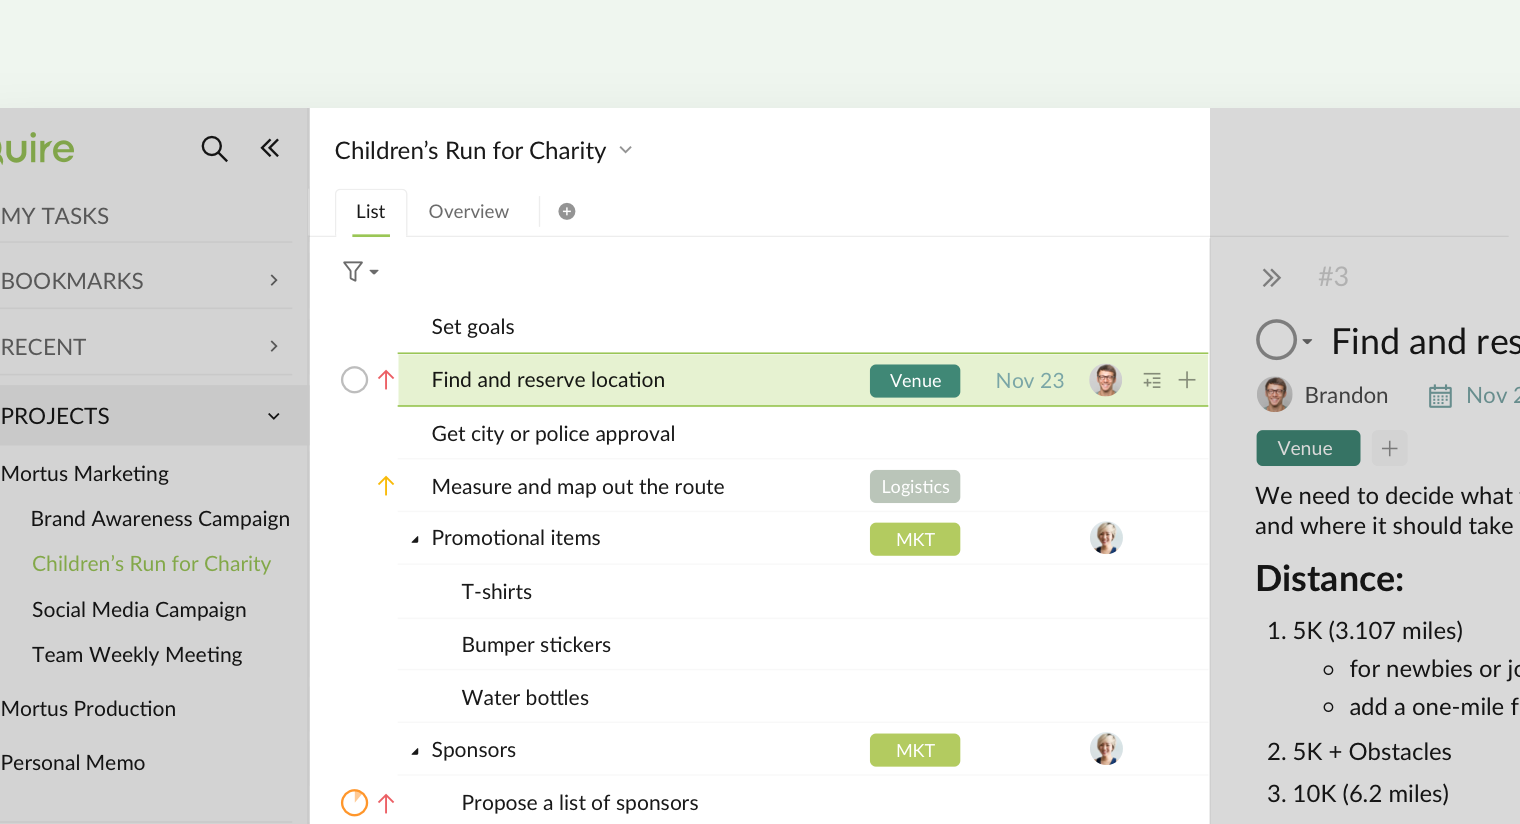 uire
MY TASKS
BOOKMARKS
RECENT
PROJECTS
Mortus Marketing
Brand Awareness Campaign
Children's Run for Charity
Social Media Campaign
Team Weekly Meeting
Mortus Production
Personal Memo
Children's Run for Charity
List Overview
Set goals
Find and reserve location Venue Nov 23
Get city or police approval
Measure and map out the route Logistics
Promotional items MKT
T-shirts
Bumper stickers
Water bottles
Sponsors MKT
Propose a list of sponsors
#3
Find and res
Brandon Nov 2
Venue
We need to decide what
and where it should take
Distance:
1. 5K (3.107 miles)
for newbies or jo
add a one-mile f
2. 5K + Obstacles
3. 10K (6.2 miles)